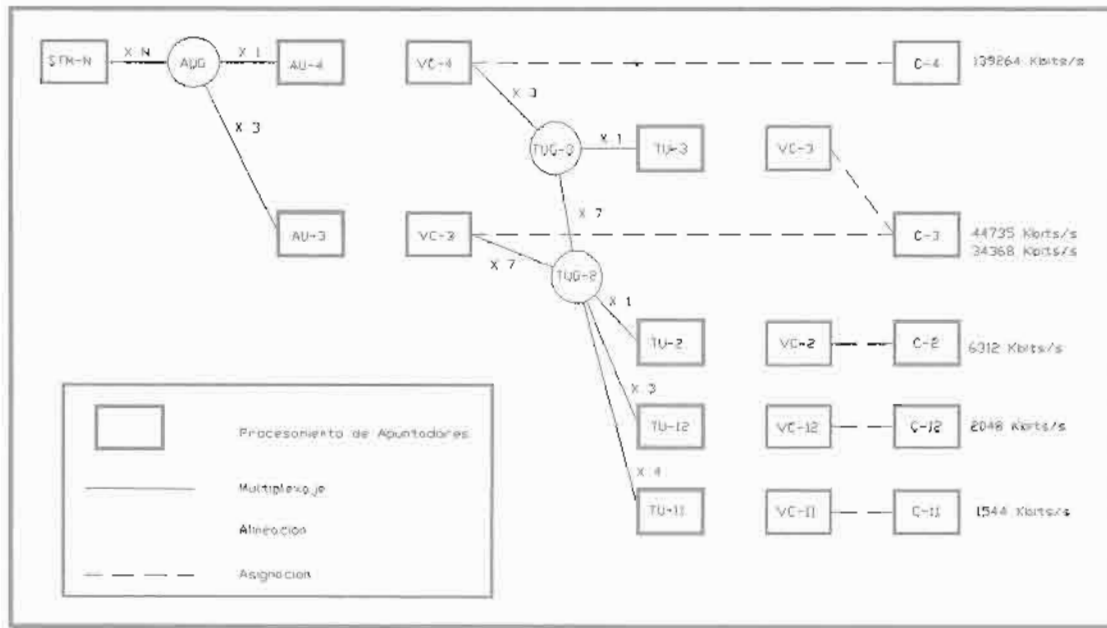 STM-N
X N
AUG
X 1
AU-4
VC-4
C-4
139264 Kbits/s
X 3
X 3
TUG-3
X 1
TU-3
VC-3
X 7
AU-3
VC-3
C-3
44735 Kbits/s
34368 Kbits/s
X 7
TUG-2
X 1
TU-2
VC-2
C-2
6312 Kbits/s
X 3
TU-12
VC-12
C-12
2048 Kbits/s
X 4
TU-11
VC-11
C-11
1544 Kbits/s
Procesamiento de Apuntadores
Multiplexaje
Alineacion
Asignacion